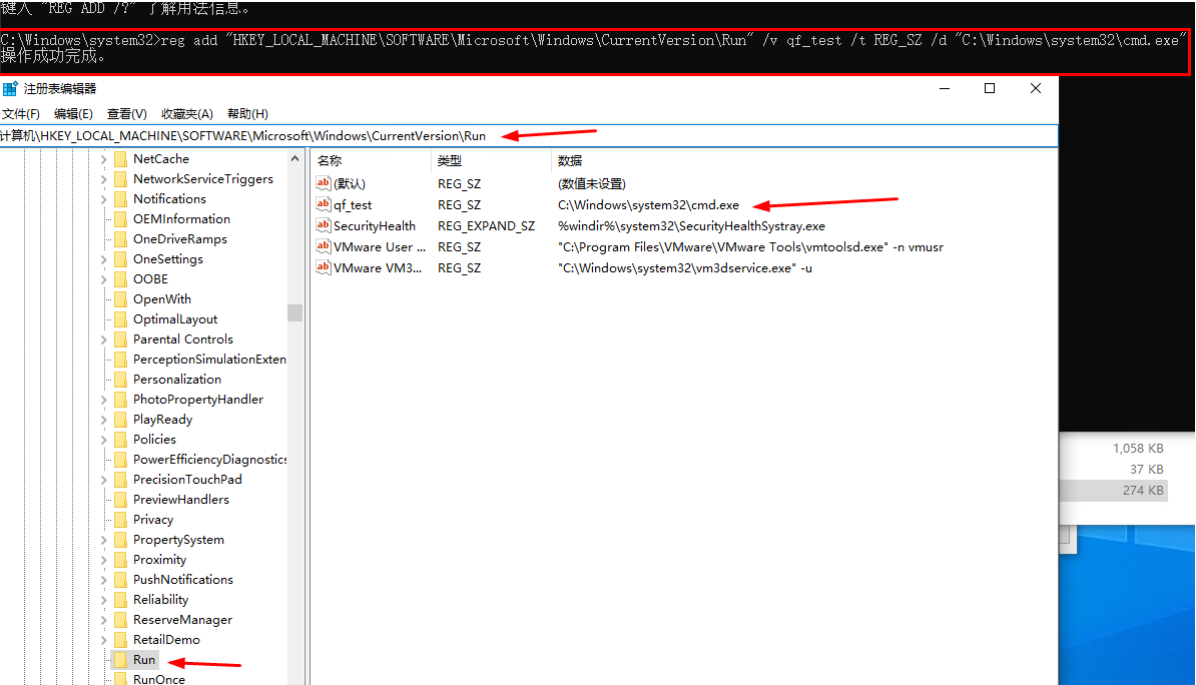 键入 "REG ADD /?" 了解用法信息。
C:\Windows\system32>reg add "HKEY_LOCAL_MACHINE\SOFTWARE\Microsoft\Windows\CurrentVersion\Run" /v qf_test /t REG_SZ /d "C:\Windows\system32\cmd.exe"
操作成功完成。
注册表编辑器
文件(F) 编辑(E) 查看(V) 收藏夹(A) 帮助(H)
计算机\HKEY_LOCAL_MACHINE\SOFTWARE\Microsoft\Windows\CurrentVersion\Run
NetCache
NetworkServiceTriggers
Notifications
OEMInformation
OneDriveRamps
OneSettings
OOBE
OpenWith
OptimalLayout
Parental Controls
PerceptionSimulationExten
Personalization
PhotoPropertyHandler
PlayReady
Policies
PowerEfficiencyDiagnostics
PrecisionTouchPad
PreviewHandlers
Privacy
PropertySystem
Proximity
PushNotifications
Reliability
ReserveManager
RetailDemo
Run
RunOnce
名称 类型 数据
ab (默认) REG_SZ (数值未设置)
ab qf_test REG_SZ C:\Windows\system32\cmd.exe
ab SecurityHealth REG_EXPAND_SZ %windir%\system32\SecurityHealthSystray.exe
ab VMware User ... REG_SZ "C:\Program Files\VMware\VMware Tools\vmtoolsd.exe" -n vmusr
ab VMware VM3... REG_SZ "C:\Windows\system32\vm3dservice.exe" -u
1,058 KB
37 KB
274 KB